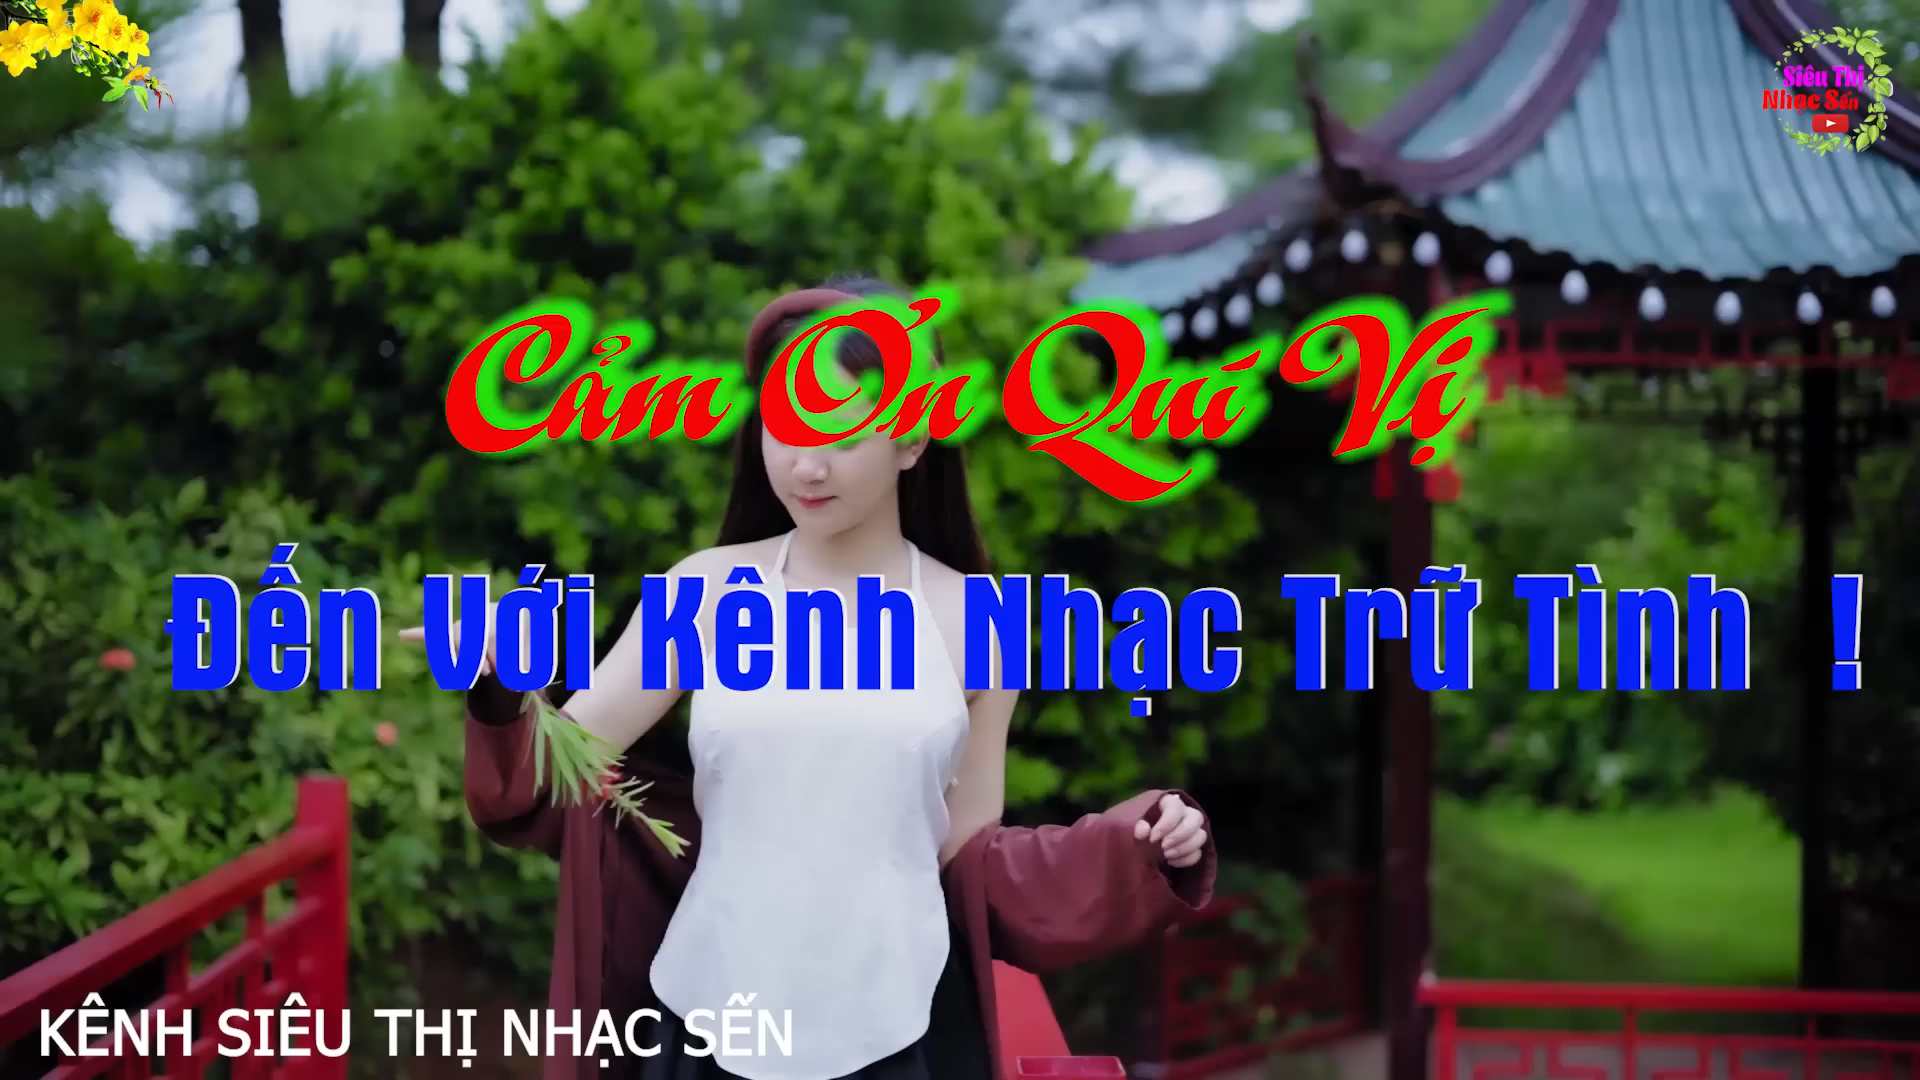 Siêu Thị
Nhạc Sến
Cảm Ơn Quí Vị
Đến Với Kênh Nhạc Trữ Tình !
KÊNH SIÊU THỊ NHẠC SẾN